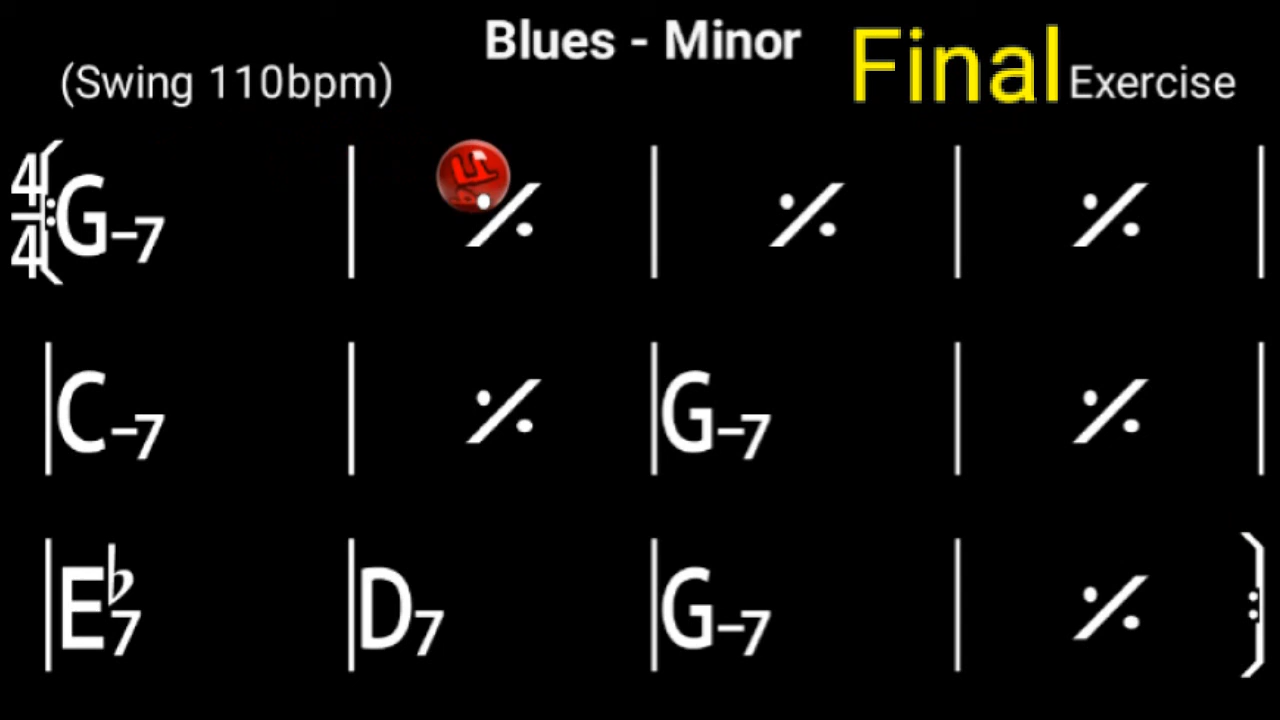 Blues - Minor
(Swing 110bpm) Final Exercise
4/4 G-7 | 𝄎 | 𝄎 | 𝄎 |
| C-7 | 𝄎 | G-7 | 𝄎 |
| E♭7 | D7 | G-7 | 𝄎